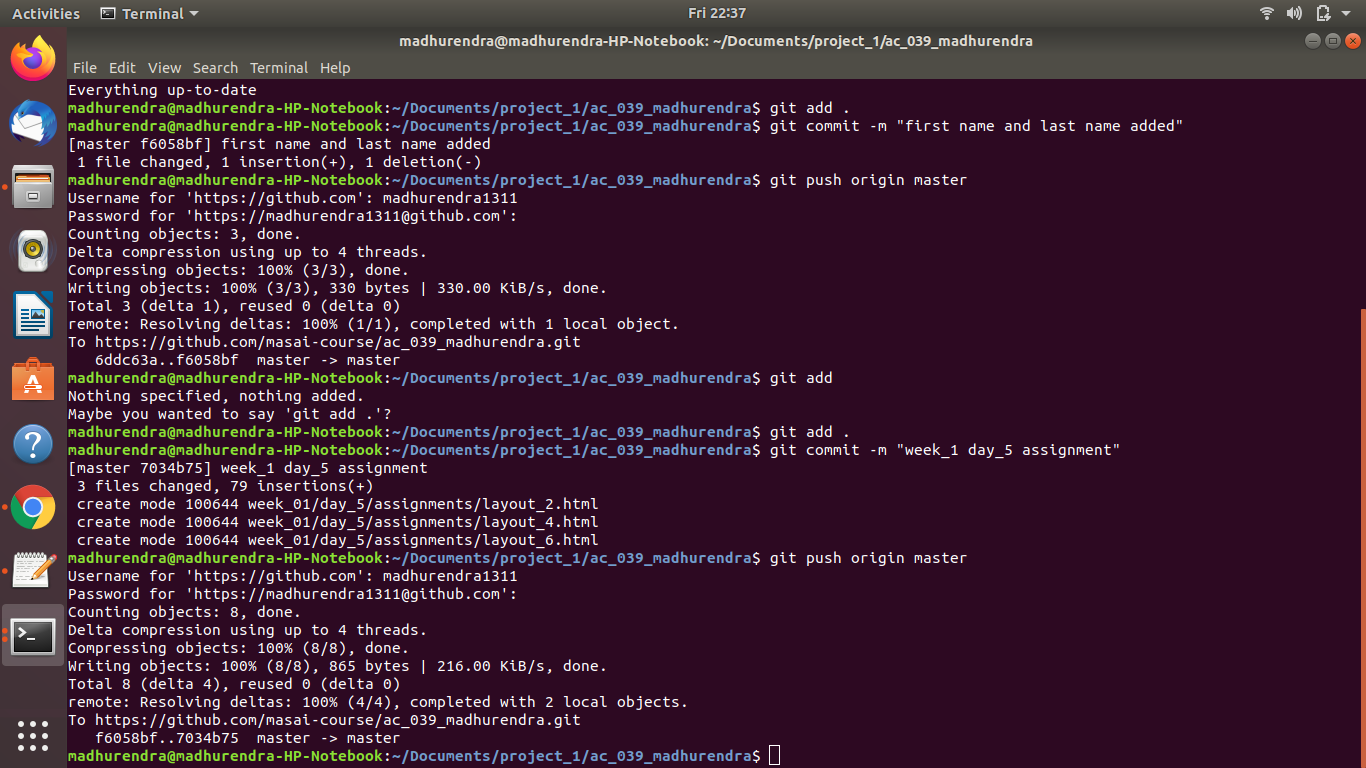 Activities Terminal Fri 22:37
madhurendra@madhurendra-HP-Notebook: ~/Documents/project_1/ac_039_madhurendra
File Edit View Search Terminal Help
Everything up-to-date
madhurendra@madhurendra-HP-Notebook:~/Documents/project_1/ac_039_madhurendra$ git add .
madhurendra@madhurendra-HP-Notebook:~/Documents/project_1/ac_039_madhurendra$ git commit -m "first name and last name added"
[master f6058bf] first name and last name added
 1 file changed, 1 insertion(+), 1 deletion(-)
madhurendra@madhurendra-HP-Notebook:~/Documents/project_1/ac_039_madhurendra$ git push origin master
Username for 'https://github.com': madhurendra1311
Password for 'https://madhurendra1311@github.com':
Counting objects: 3, done.
Delta compression using up to 4 threads.
Compressing objects: 100% (3/3), done.
Writing objects: 100% (3/3), 330 bytes | 330.00 KiB/s, done.
Total 3 (delta 1), reused 0 (delta 0)
remote: Resolving deltas: 100% (1/1), completed with 1 local object.
To https://github.com/masai-course/ac_039_madhurendra.git
   6ddc63a..f6058bf  master -> master
madhurendra@madhurendra-HP-Notebook:~/Documents/project_1/ac_039_madhurendra$ git add
Nothing specified, nothing added.
Maybe you wanted to say 'git add .'?
madhurendra@madhurendra-HP-Notebook:~/Documents/project_1/ac_039_madhurendra$ git add .
madhurendra@madhurendra-HP-Notebook:~/Documents/project_1/ac_039_madhurendra$ git commit -m "week_1 day_5 assignment"
[master 7034b75] week_1 day_5 assignment
 3 files changed, 79 insertions(+)
 create mode 100644 week_01/day_5/assignments/layout_2.html
 create mode 100644 week_01/day_5/assignments/layout_4.html
 create mode 100644 week_01/day_5/assignments/layout_6.html
madhurendra@madhurendra-HP-Notebook:~/Documents/project_1/ac_039_madhurendra$ git push origin master
Username for 'https://github.com': madhurendra1311
Password for 'https://madhurendra1311@github.com':
Counting objects: 8, done.
Delta compression using up to 4 threads.
Compressing objects: 100% (8/8), done.
Writing objects: 100% (8/8), 865 bytes | 216.00 KiB/s, done.
Total 8 (delta 4), reused 0 (delta 0)
remote: Resolving deltas: 100% (4/4), completed with 2 local objects.
To https://github.com/masai-course/ac_039_madhurendra.git
   f6058bf..7034b75  master -> master
madhurendra@madhurendra-HP-Notebook:~/Documents/project_1/ac_039_madhurendra$